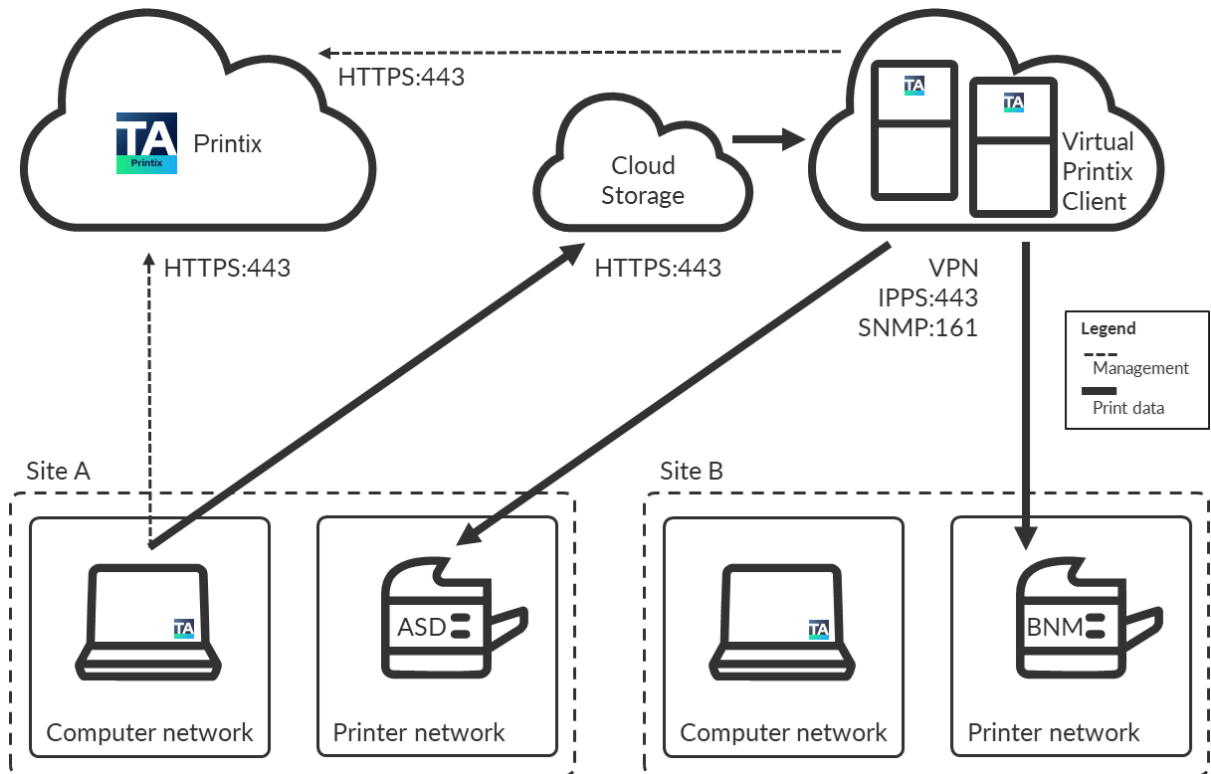 HTTPS:443
TA
Printix
Printix
Cloud
Storage
TA
TA
Virtual
Printix
Client
HTTPS:443
HTTPS:443
VPN
IPPS:443
SNMP:161
Legend
Management
Print data
Site A
Site B
TA
ASD
TA
BNM
Computer network
Printer network
Computer network
Printer network